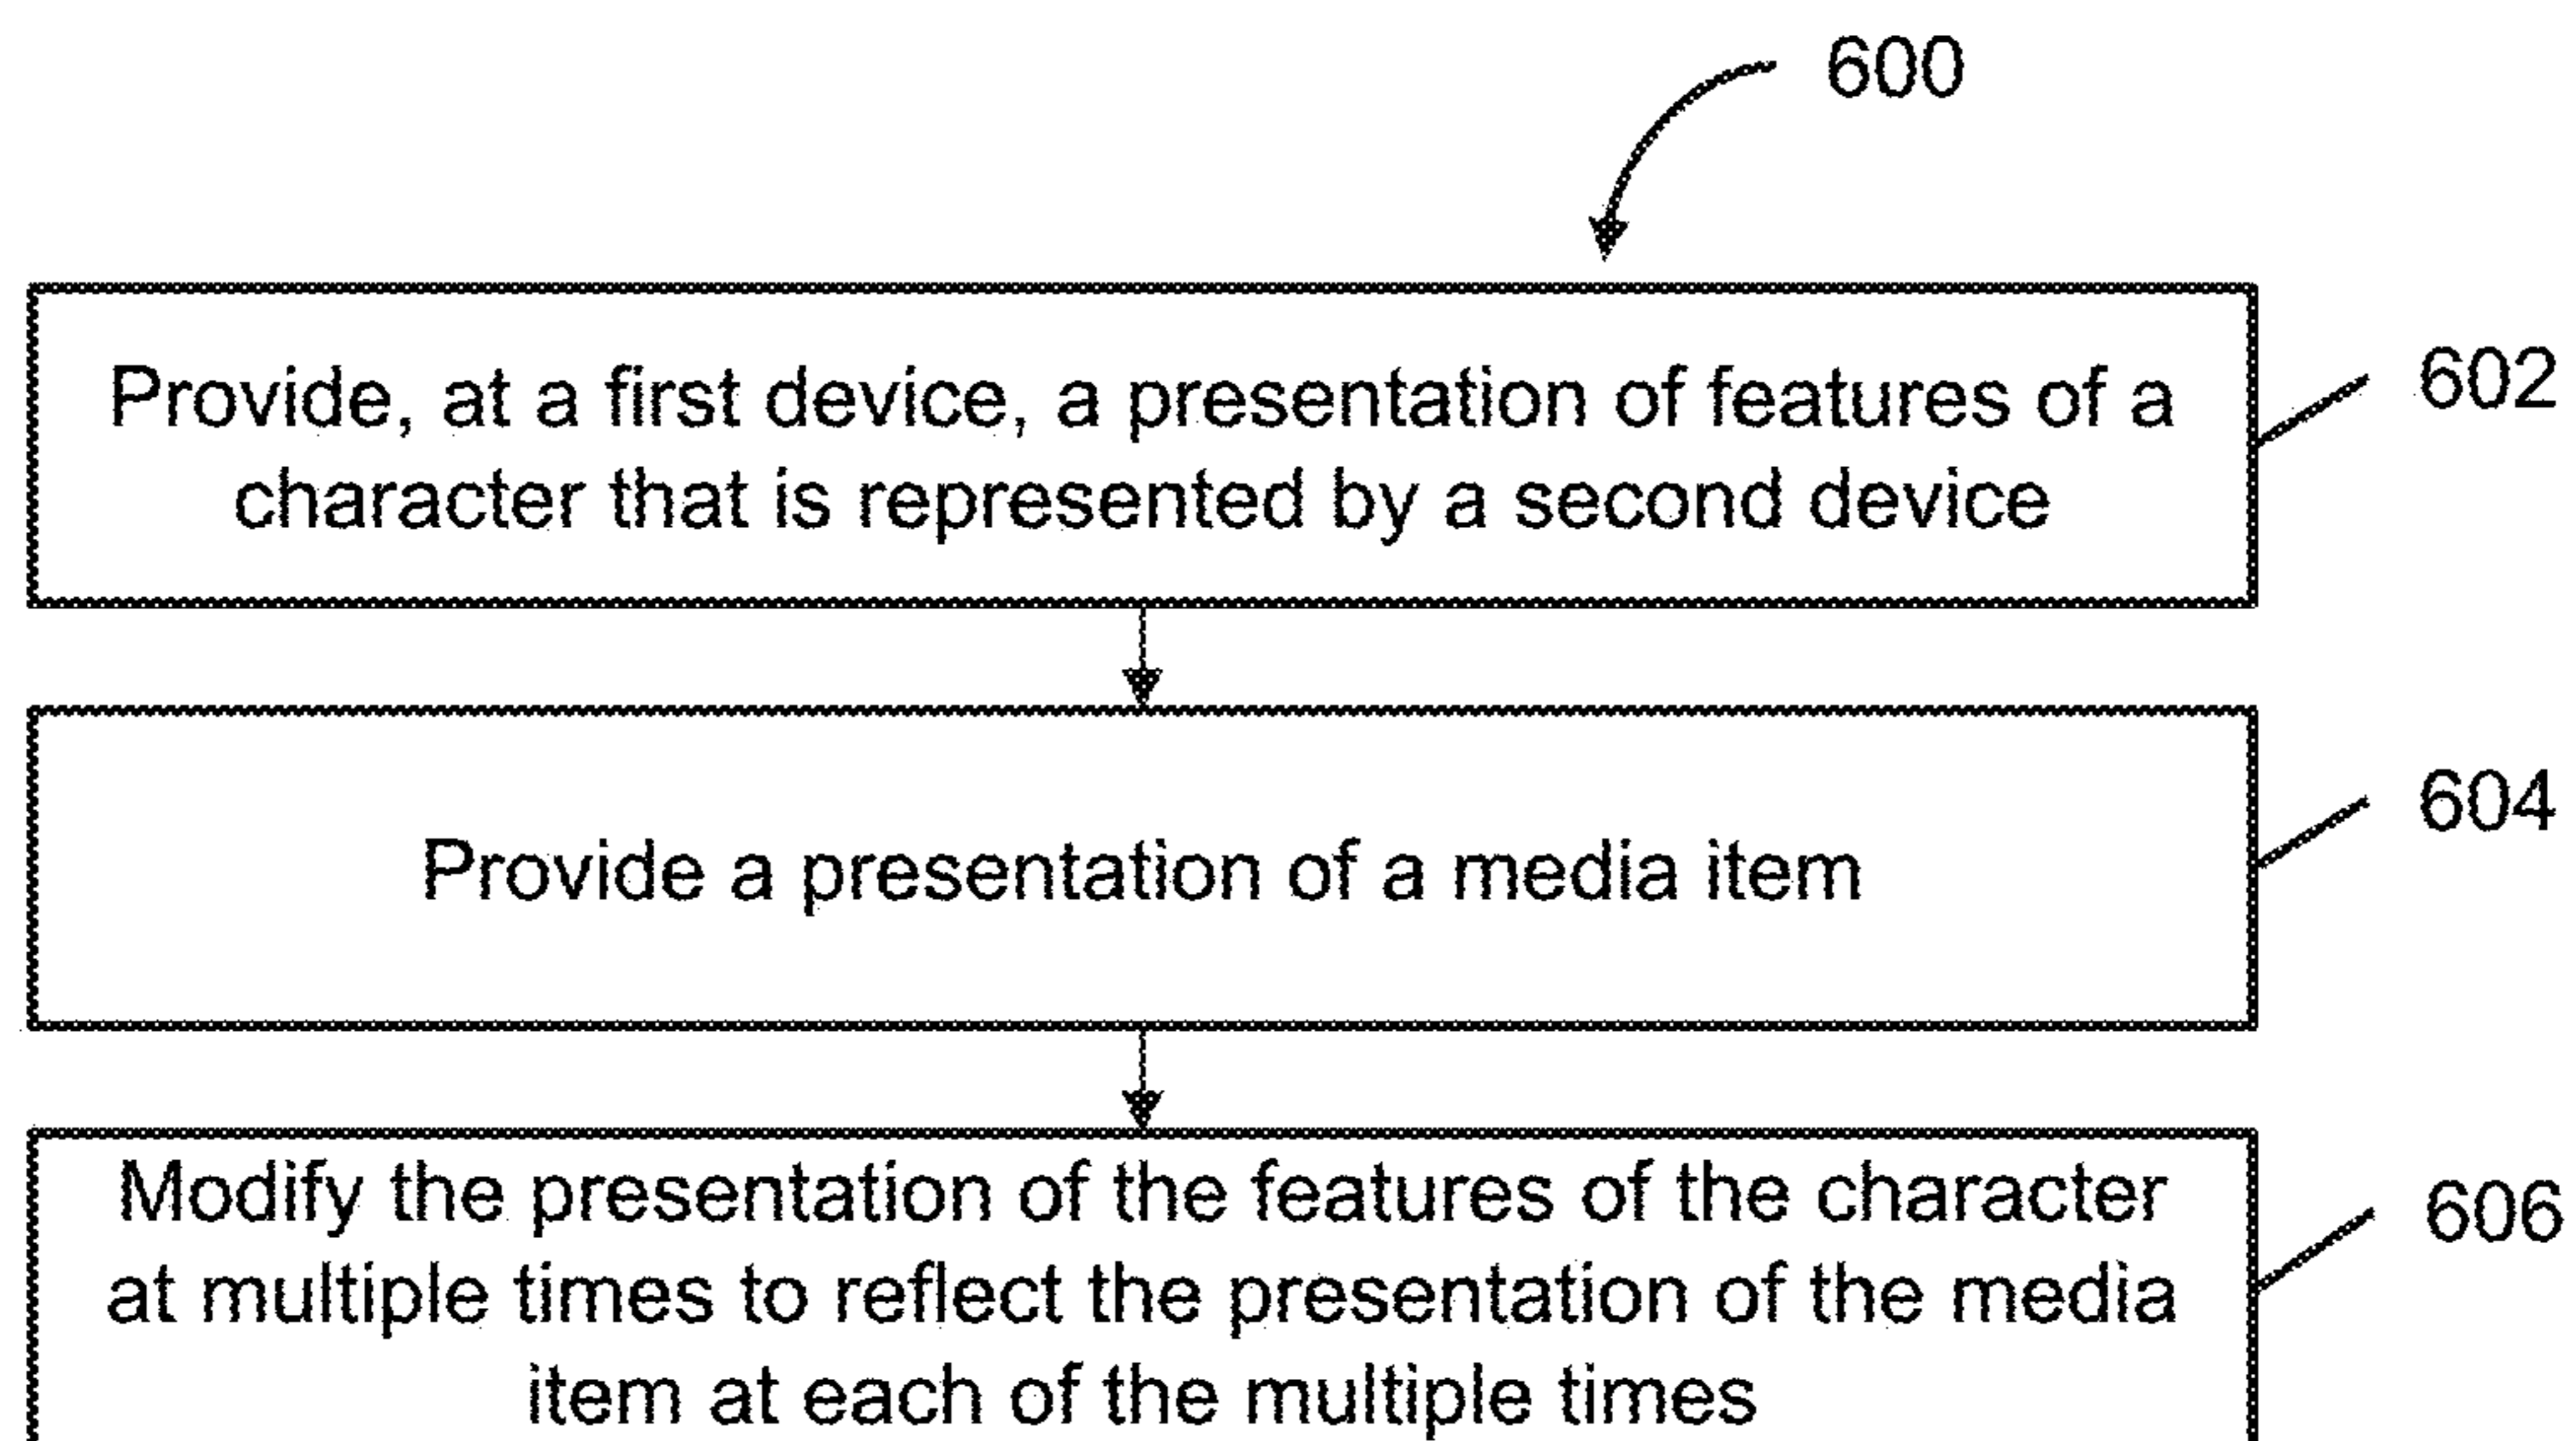 600
Provide, at a first device, a presentation of features of a
character that is represented by a second device
602
Provide a presentation of a media item
604
Modify the presentation of the features of the character
at multiple times to reflect the presentation of the media
item at each of the multiple times
606